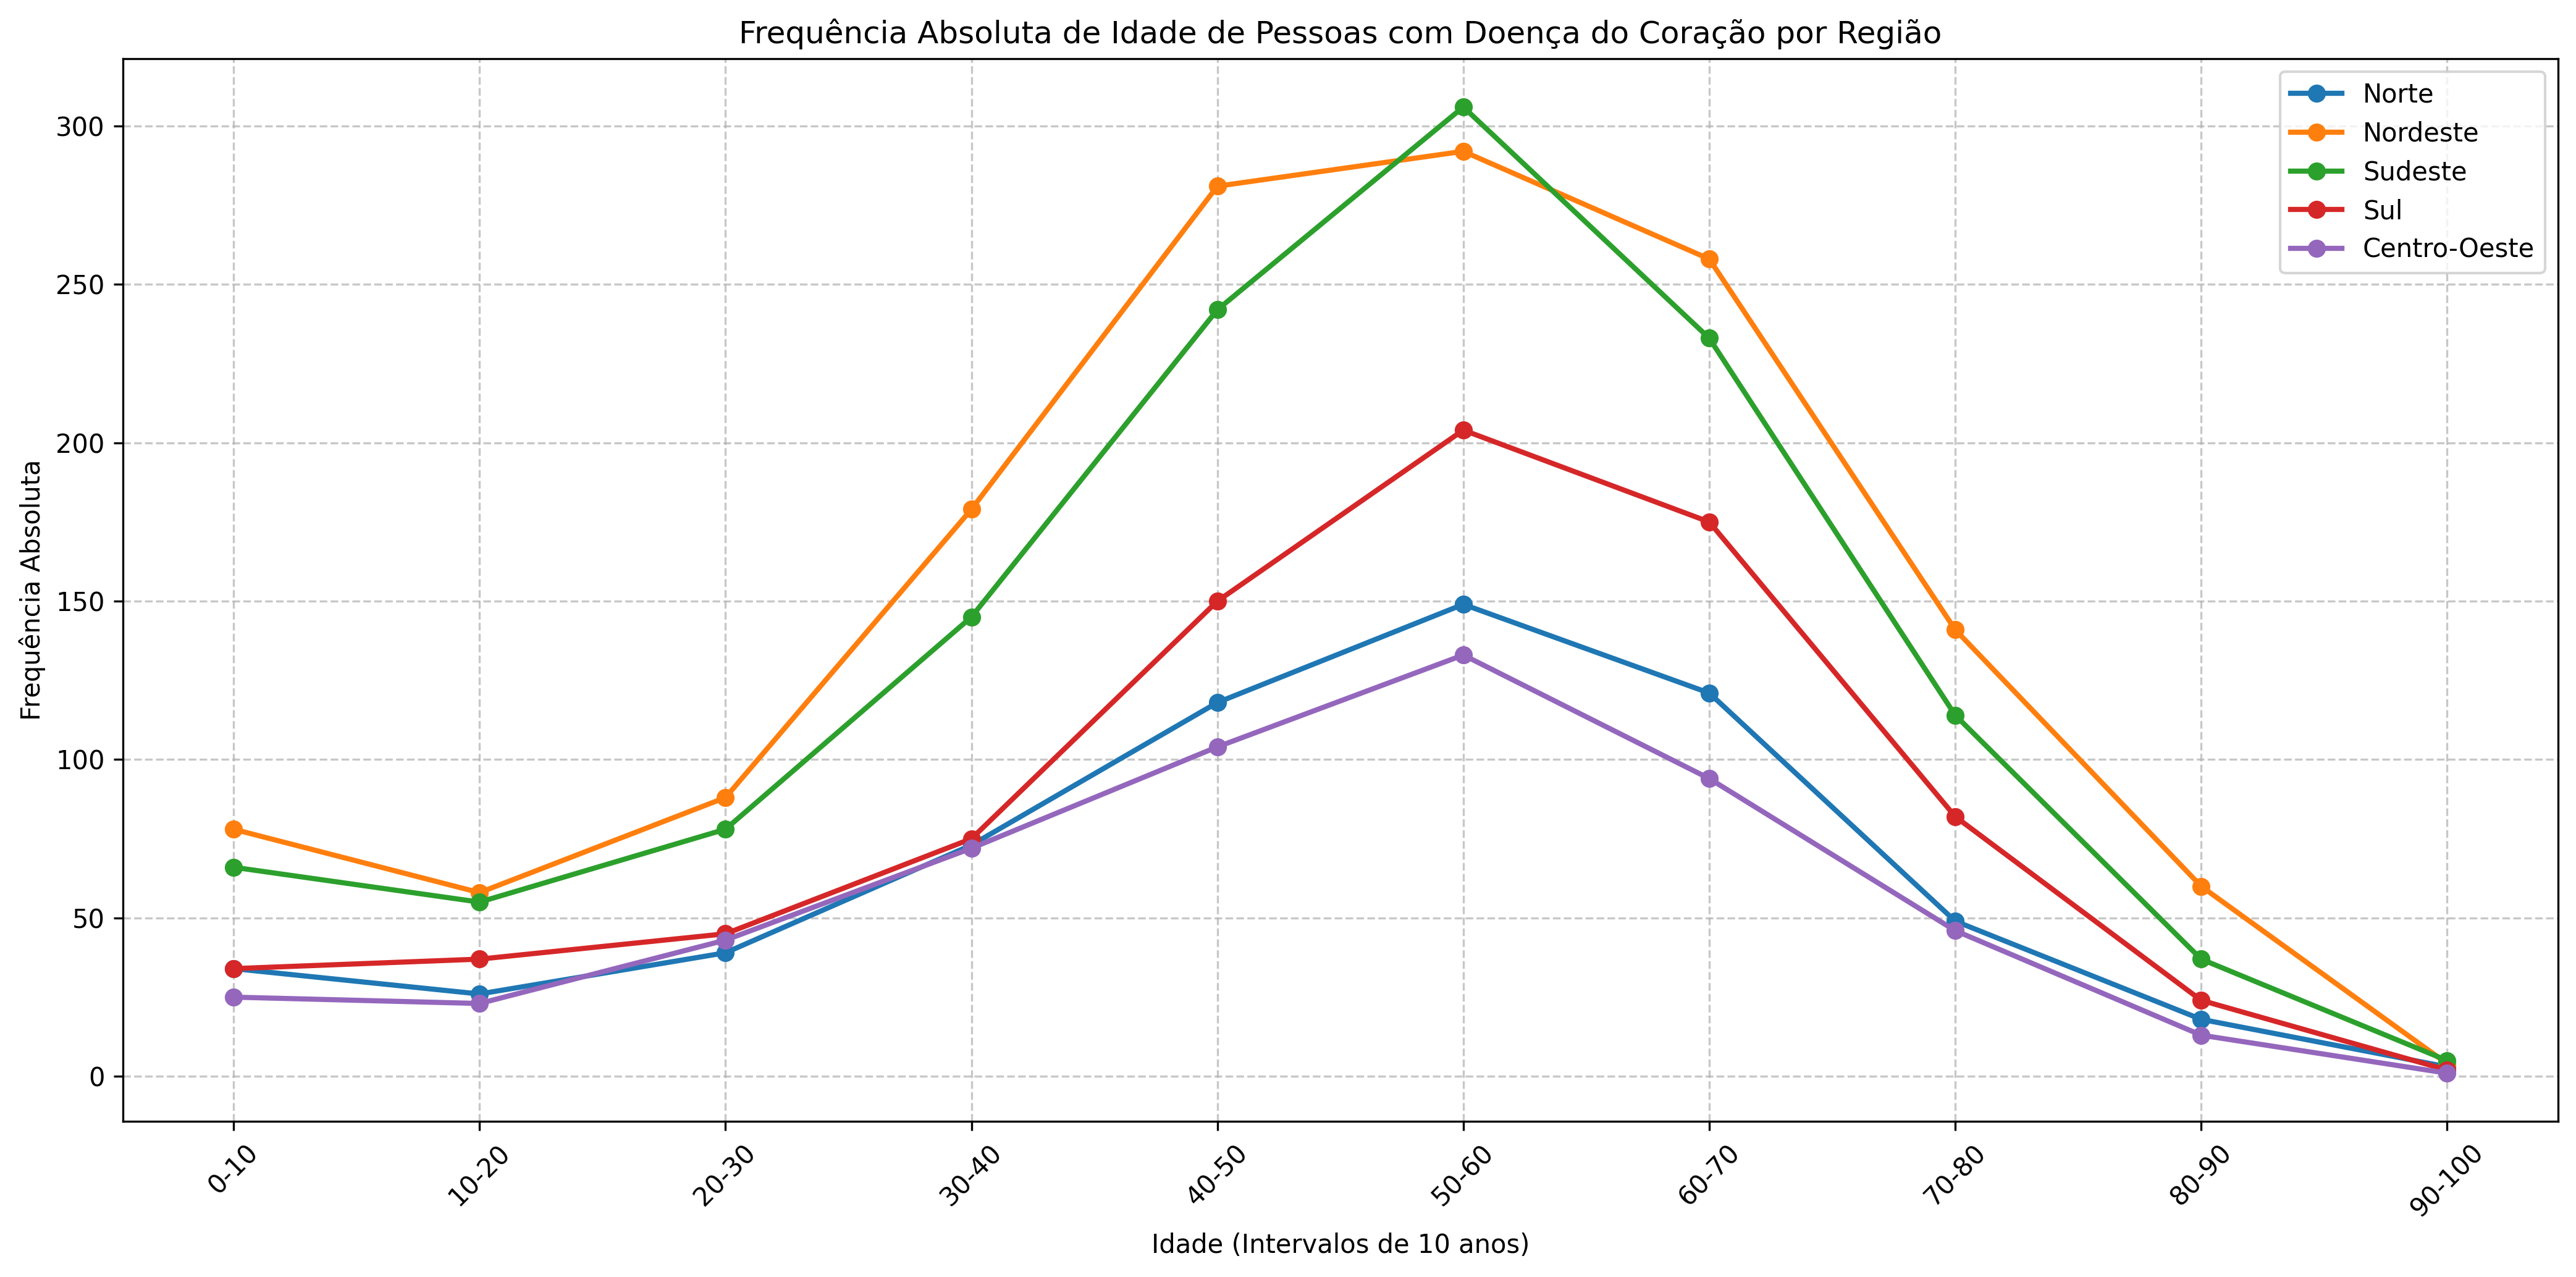 Frequência Absoluta de Idade de Pessoas com Doença do Coração por Região
Norte
Nordeste
Sudeste
Sul
Centro-Oeste
Frequência Absoluta
300
250
200
150
100
50
0
0-10
10-20
20-30
30-40
40-50
50-60
60-70
70-80
80-90
90-100
Idade (Intervalos de 10 anos)